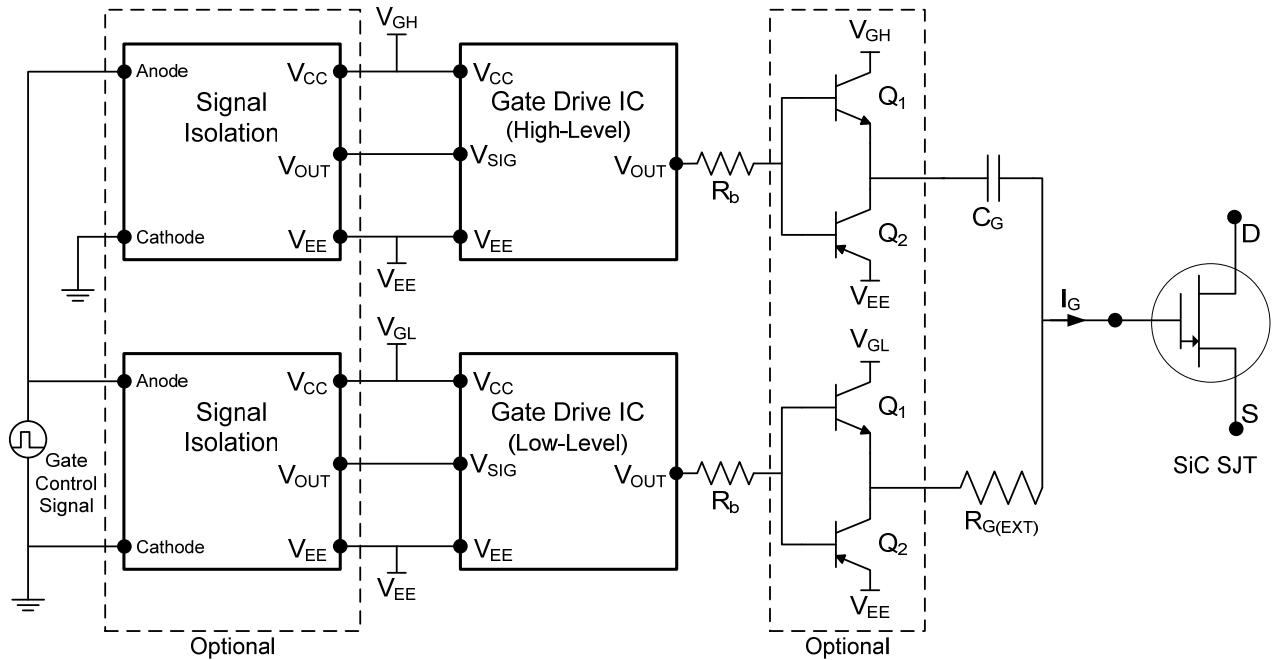 V_GH
V_GH
Anode
V_CC
V_CC
Signal
Isolation
Gate Drive IC
(High-Level)
Q_1
V_OUT
V_SIG
V_OUT
R_b
C_G
Cathode
V_EE
V_EE
Q_2
V_EE
V_EE
D
I_G
V_GL
V_GL
Anode
V_CC
V_CC
Signal
Isolation
Gate Drive IC
(Low-Level)
Q_1
S
Gate
Control
Signal
V_OUT
V_SIG
V_OUT
R_b
SiC SJT
R_G(EXT)
Cathode
V_EE
V_EE
Q_2
V_EE
V_EE
Optional
Optional